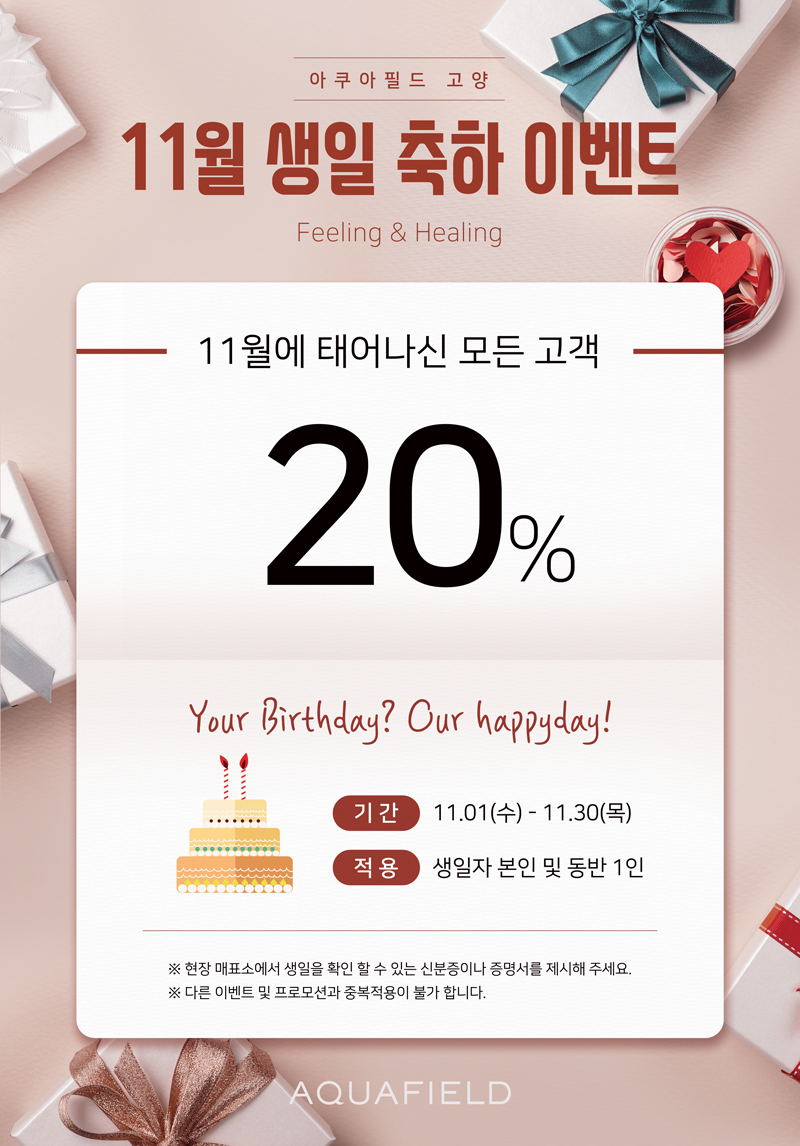 아쿠아필드 고양
11월 생일 축하 이벤트
Feeling & Healing
11월에 태어나신 모든 고객
20%
Your Birthday? Our happyday!
기간 11.01(수) - 11.30(목)
적용 생일자 본인 및 동반 1인
※ 현장 매표소에서 생일을 확인 할 수 있는 신분증이나 증명서를 제시해 주세요.
※ 다른 이벤트 및 프로모션과 중복적용이 불가 합니다.
AQUAFIELD